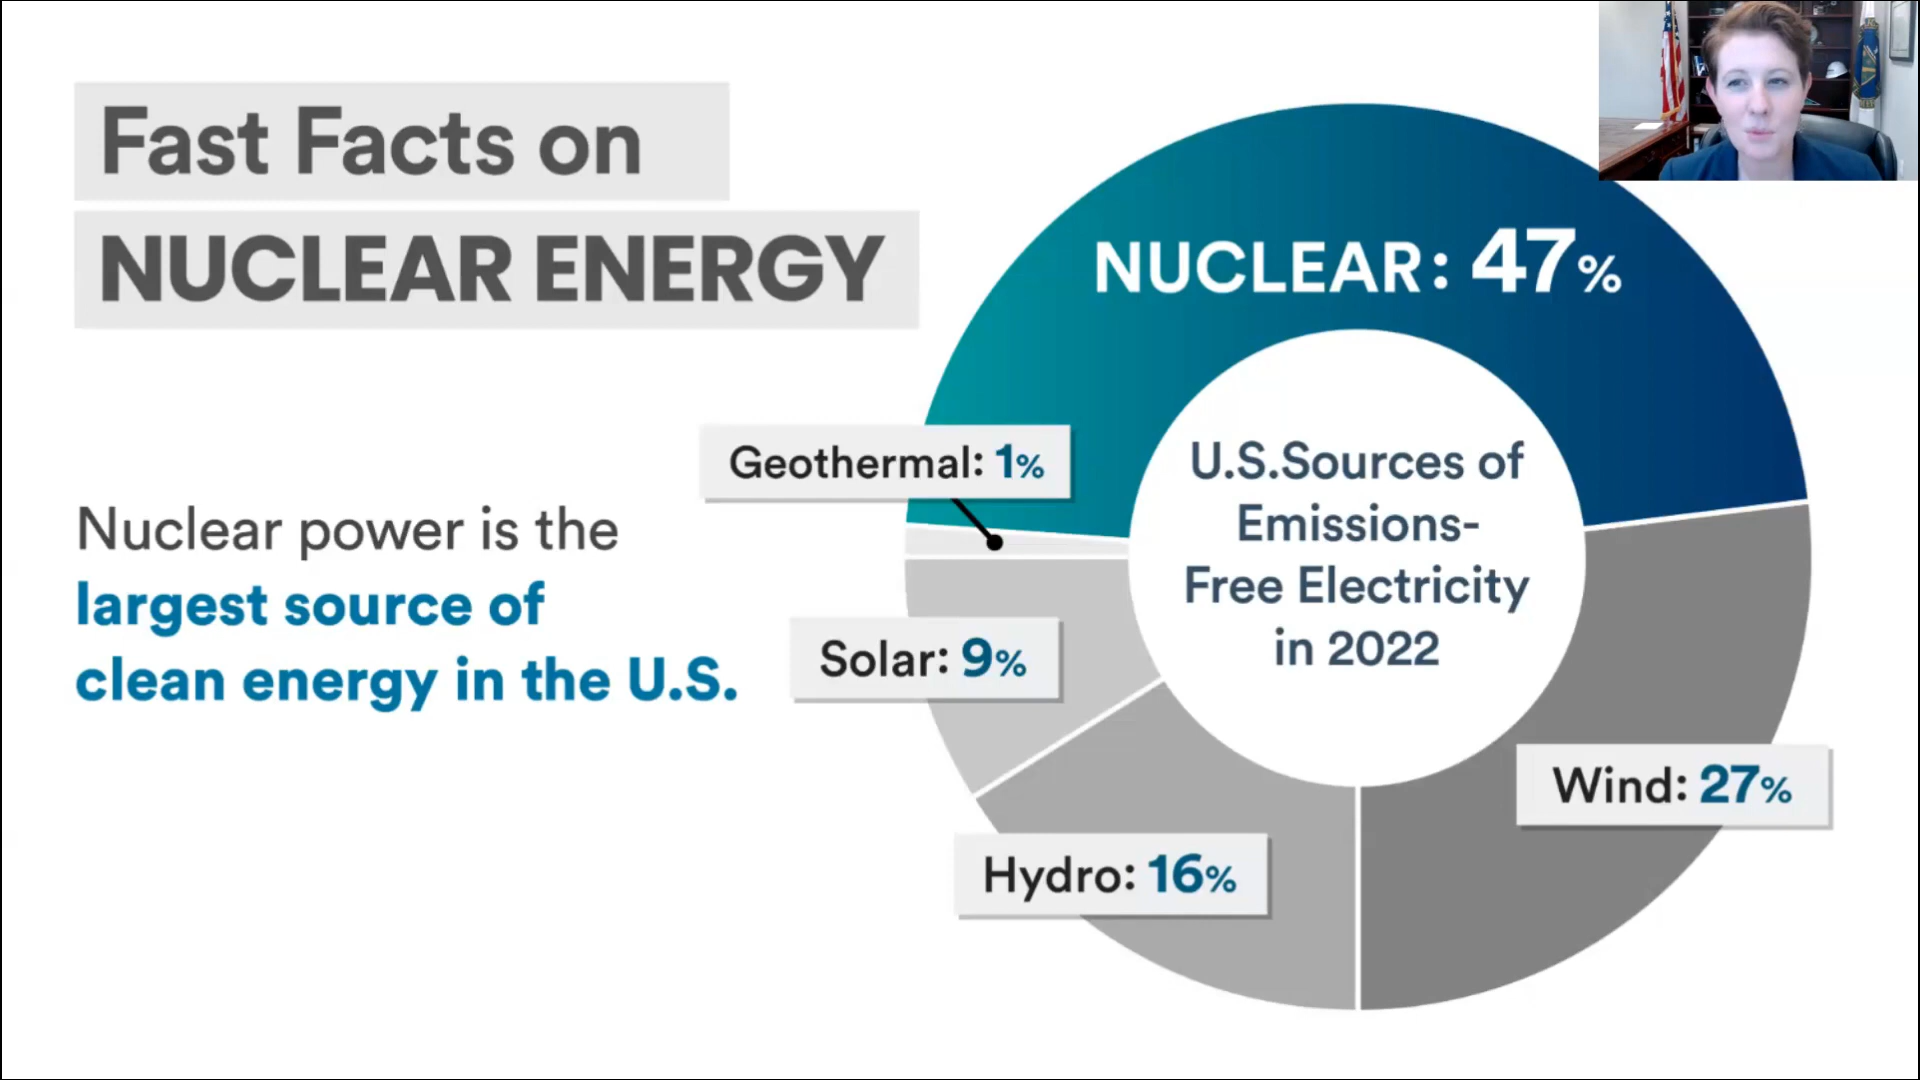 Fast Facts on
NUCLEAR ENERGY
Nuclear power is the
largest source of
clean energy in the U.S.
NUCLEAR: 47%
Geothermal: 1%
Solar: 9%
Hydro: 16%
Wind: 27%
U.S.Sources of
Emissions-
Free Electricity
in 2022